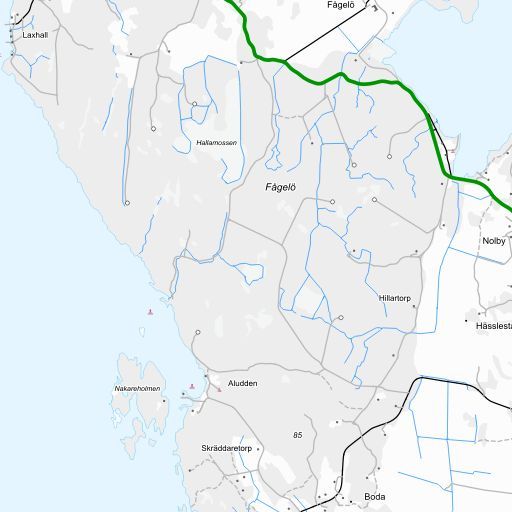 Fågelö
Laxhall
Hallamossen
Fågelö
Nolby
Hillartorp
Hässlesta
Nakareholmen
Aludden
85
Skräddaretorp
Boda